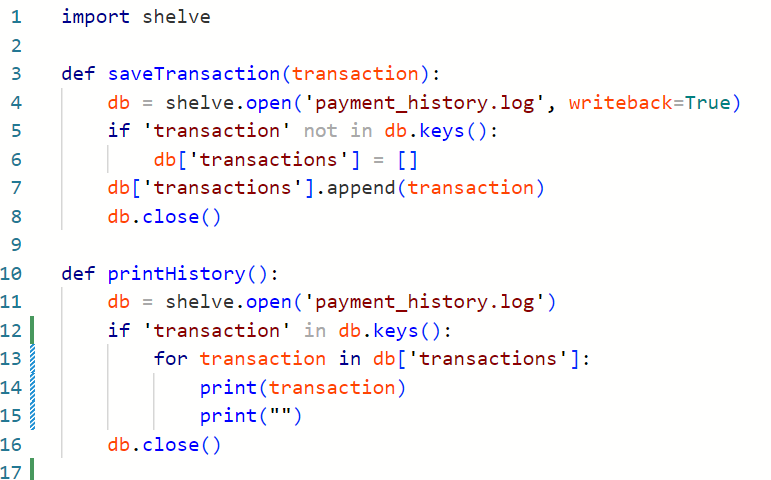 1 import shelve
2
3 def saveTransaction(transaction):
4     db = shelve.open('payment_history.log', writeback=True)
5     if 'transaction' not in db.keys():
6         db['transactions'] = []
7     db['transactions'].append(transaction)
8     db.close()
9
10 def printHistory():
11     db = shelve.open('payment_history.log')
12     if 'transaction' in db.keys():
13         for transaction in db['transactions']:
14             print(transaction)
15             print("")
16     db.close()
17